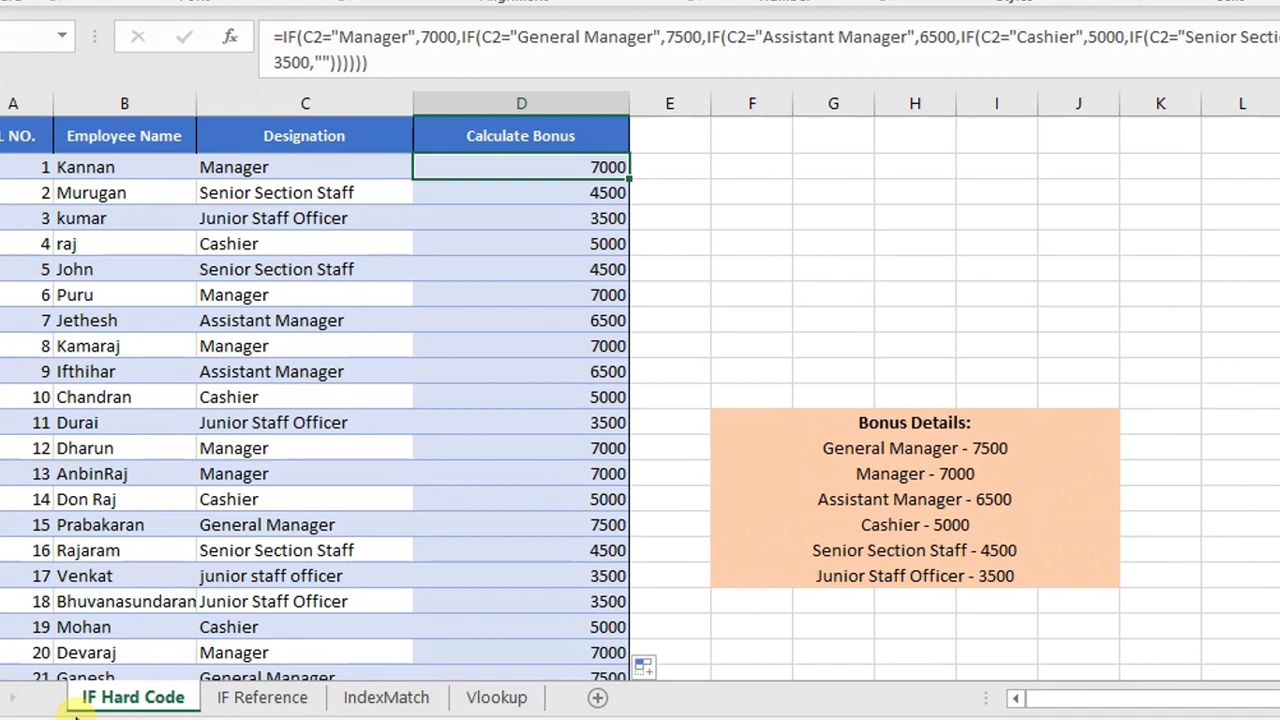 =IF(C2="Manager",7000,IF(C2="General Manager",7500,IF(C2="Assistant Manager",6500,IF(C2="Cashier",5000,IF(C2="Senior Secti
3500,""))))))
A B C D E F G H I J K L
NO. Employee Name Designation Calculate Bonus
1 Kannan Manager 7000
2 Murugan Senior Section Staff 4500
3 kumar Junior Staff Officer 3500
4 raj Cashier 5000
5 John Senior Section Staff 4500
6 Puru Manager 7000
7 Jethesh Assistant Manager 6500
8 Kamaraj Manager 7000
9 Ifthihar Assistant Manager 6500
10 Chandran Cashier 5000
11 Durai Junior Staff Officer 3500
12 Dharun Manager 7000
13 AnbinRaj Manager 7000
14 Don Raj Cashier 5000
15 Prabakaran General Manager 7500
16 Rajaram Senior Section Staff 4500
17 Venkat junior staff officer 3500
18 Bhuvanasundaran Junior Staff Officer 3500
19 Mohan Cashier 5000
20 Devaraj Manager 7000
21 Ganesh General Manager 7500
Bonus Details:
General Manager - 7500
Manager - 7000
Assistant Manager - 6500
Cashier - 5000
Senior Section Staff - 4500
Junior Staff Officer - 3500
IF Hard Code IF Reference IndexMatch Vlookup